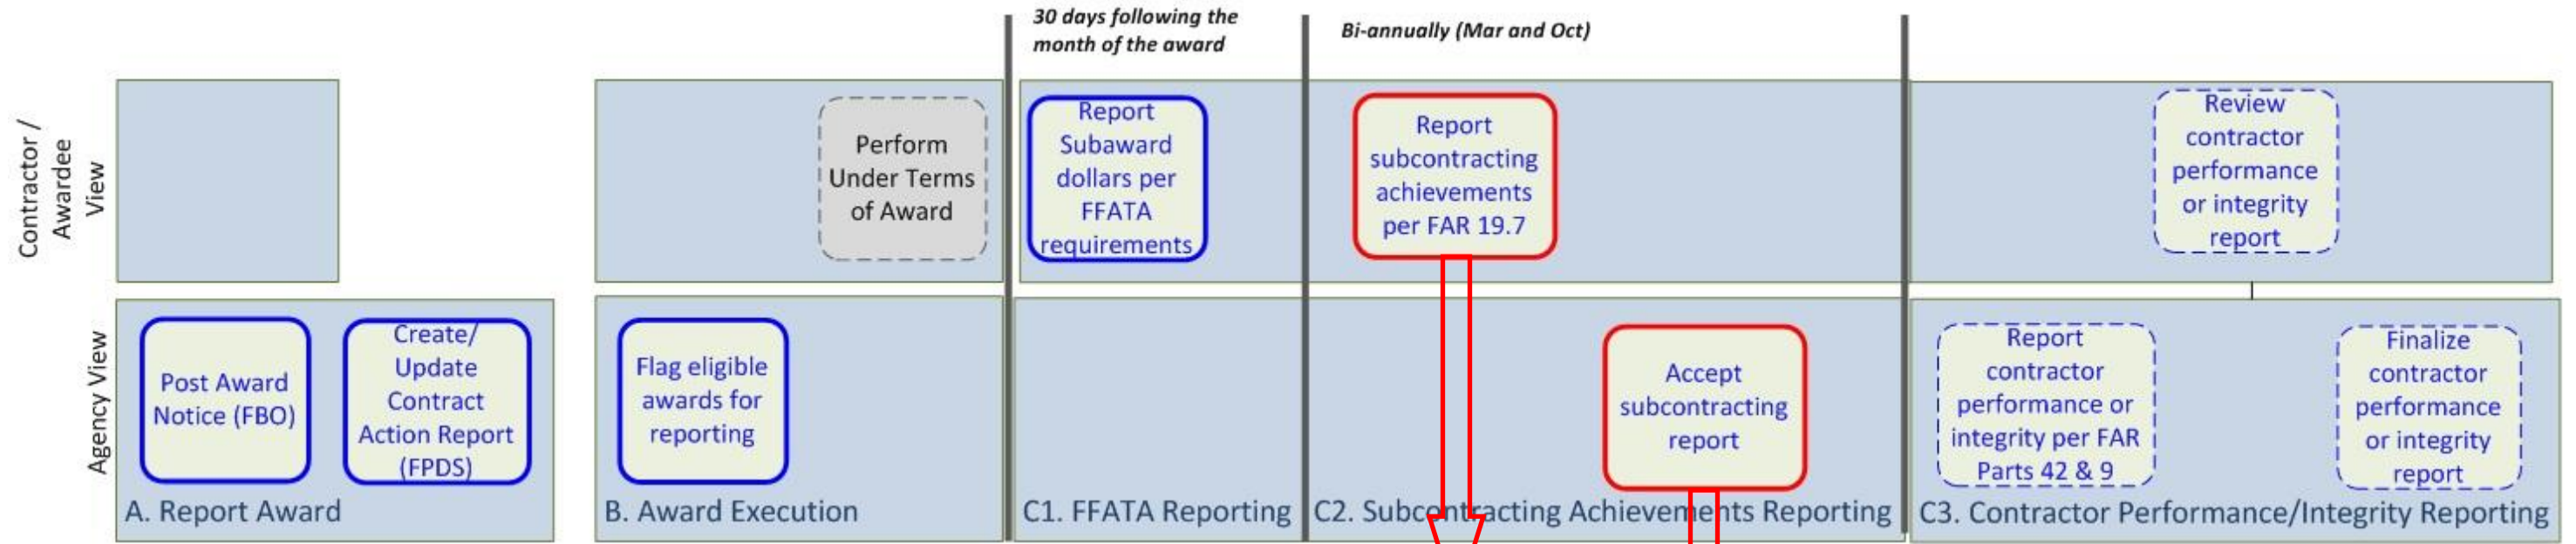 30 days following the
month of the award
Bi-annually (Mar and Oct)
Contractor /
Awardee
View
Perform
Under Terms
of Award
Report
Subaward
dollars per
FFATA
requirements
Report
subcontracting
achievements
per FAR 19.7
Review
contractor
performance
or integrity
report
Agency View
Post Award
Notice (FBO)
Create/
Update
Contract
Action Report
(FPDS)
Flag eligible
awards for
reporting
Accept
subcontracting
report
Report
contractor
performance or
integrity per FAR
Parts 42 & 9
Finalize
contractor
performance
or integrity
report
A. Report Award
B. Award Execution
C1. FFATA Reporting
C2. Subcontracting Achievements Reporting
C3. Contractor Performance/Integrity Reporting